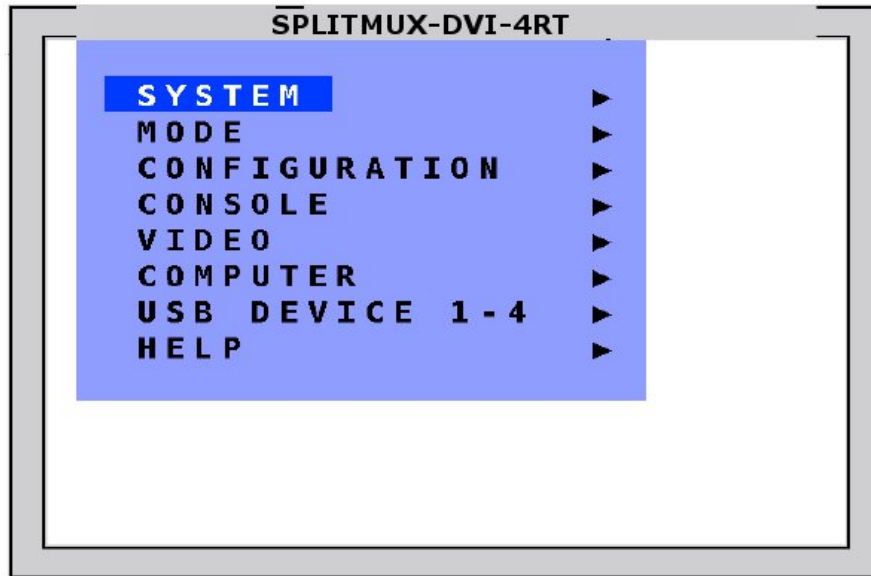 SPLITMUX-DVI-4RT
SYSTEM
MODE
CONFIGURATION
CONSOLE
VIDEO
COMPUTER
USB DEVICE 1-4
HELP